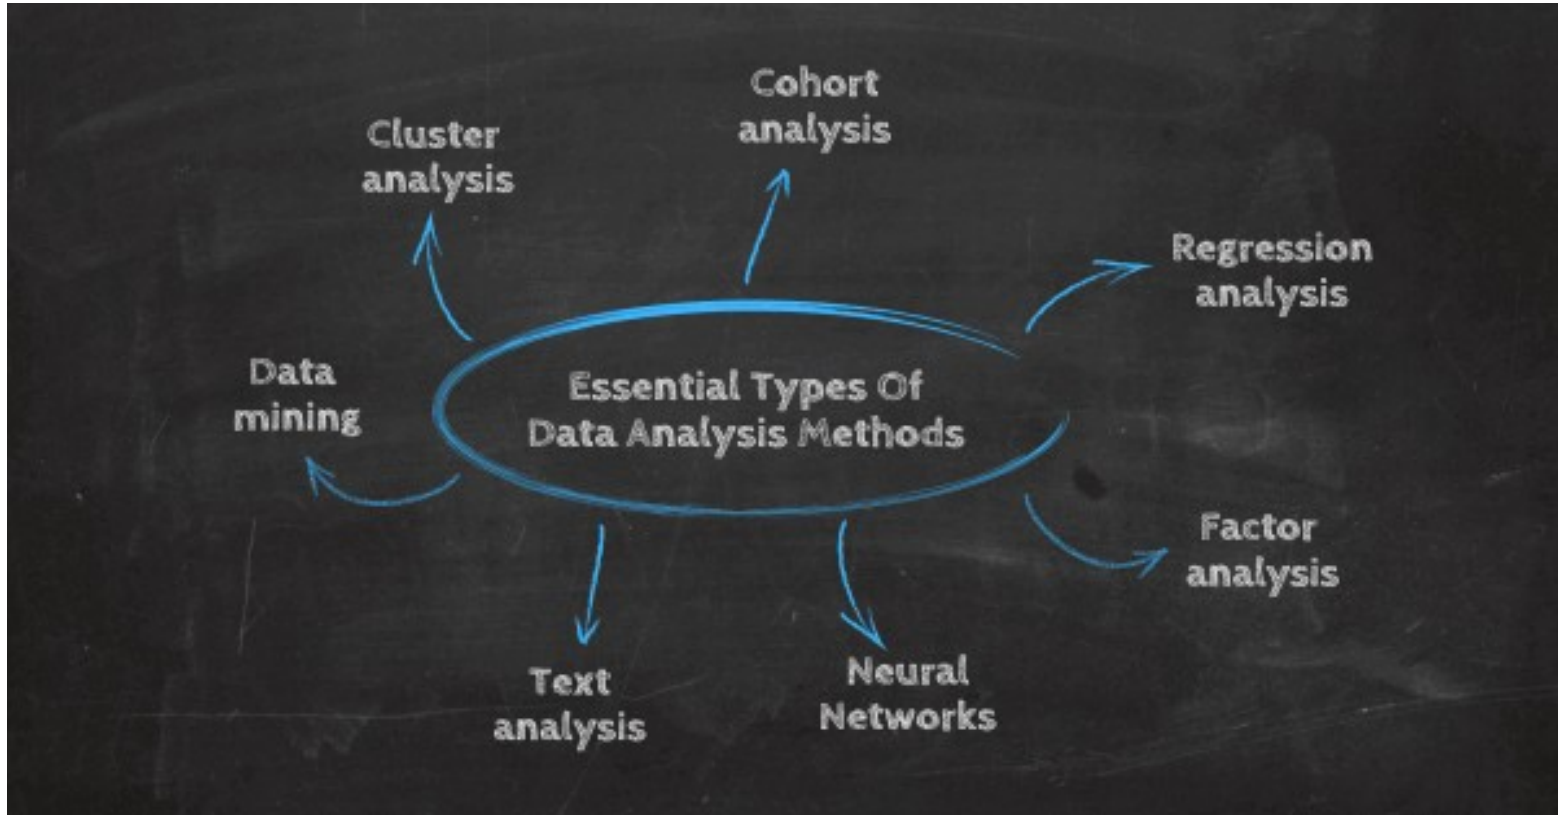 Cohort
analysis
Cluster
analysis
Regression
analysis
Data
mining
Essential Types Of
Data Analysis Methods
Factor
analysis
Text
analysis
Neural
Networks